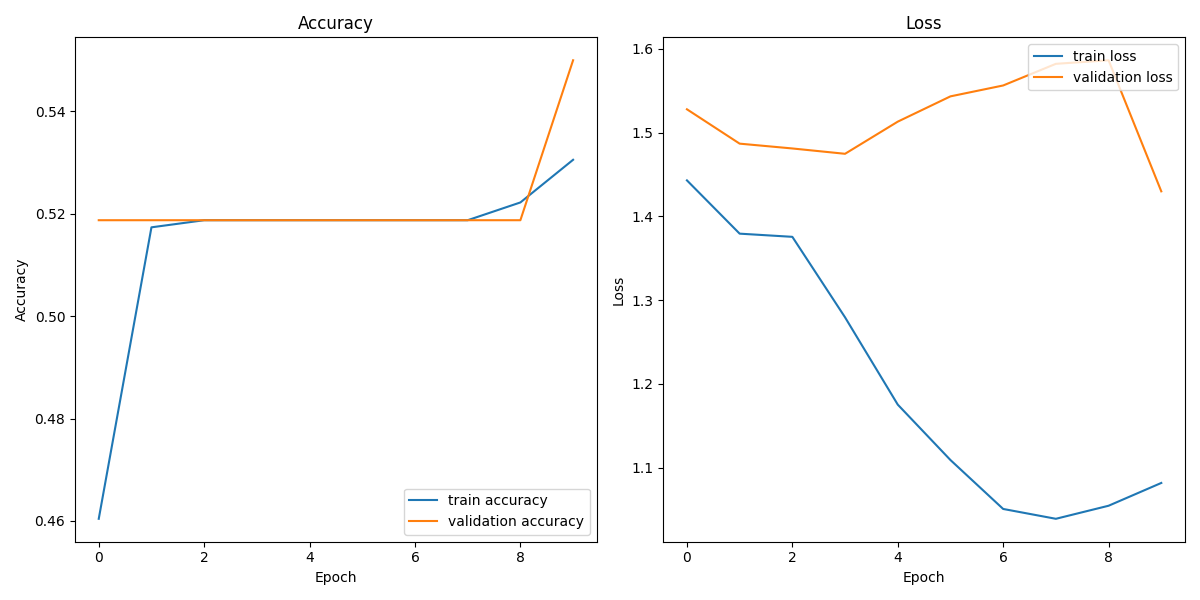 Accuracy
Accuracy
0.54
0.52
0.50
0.48
0.46
0 2 4 6 8
Epoch
train accuracy
validation accuracy
Loss
Loss
1.6
1.5
1.4
1.3
1.2
1.1
0 2 4 6 8
Epoch
train loss
validation loss